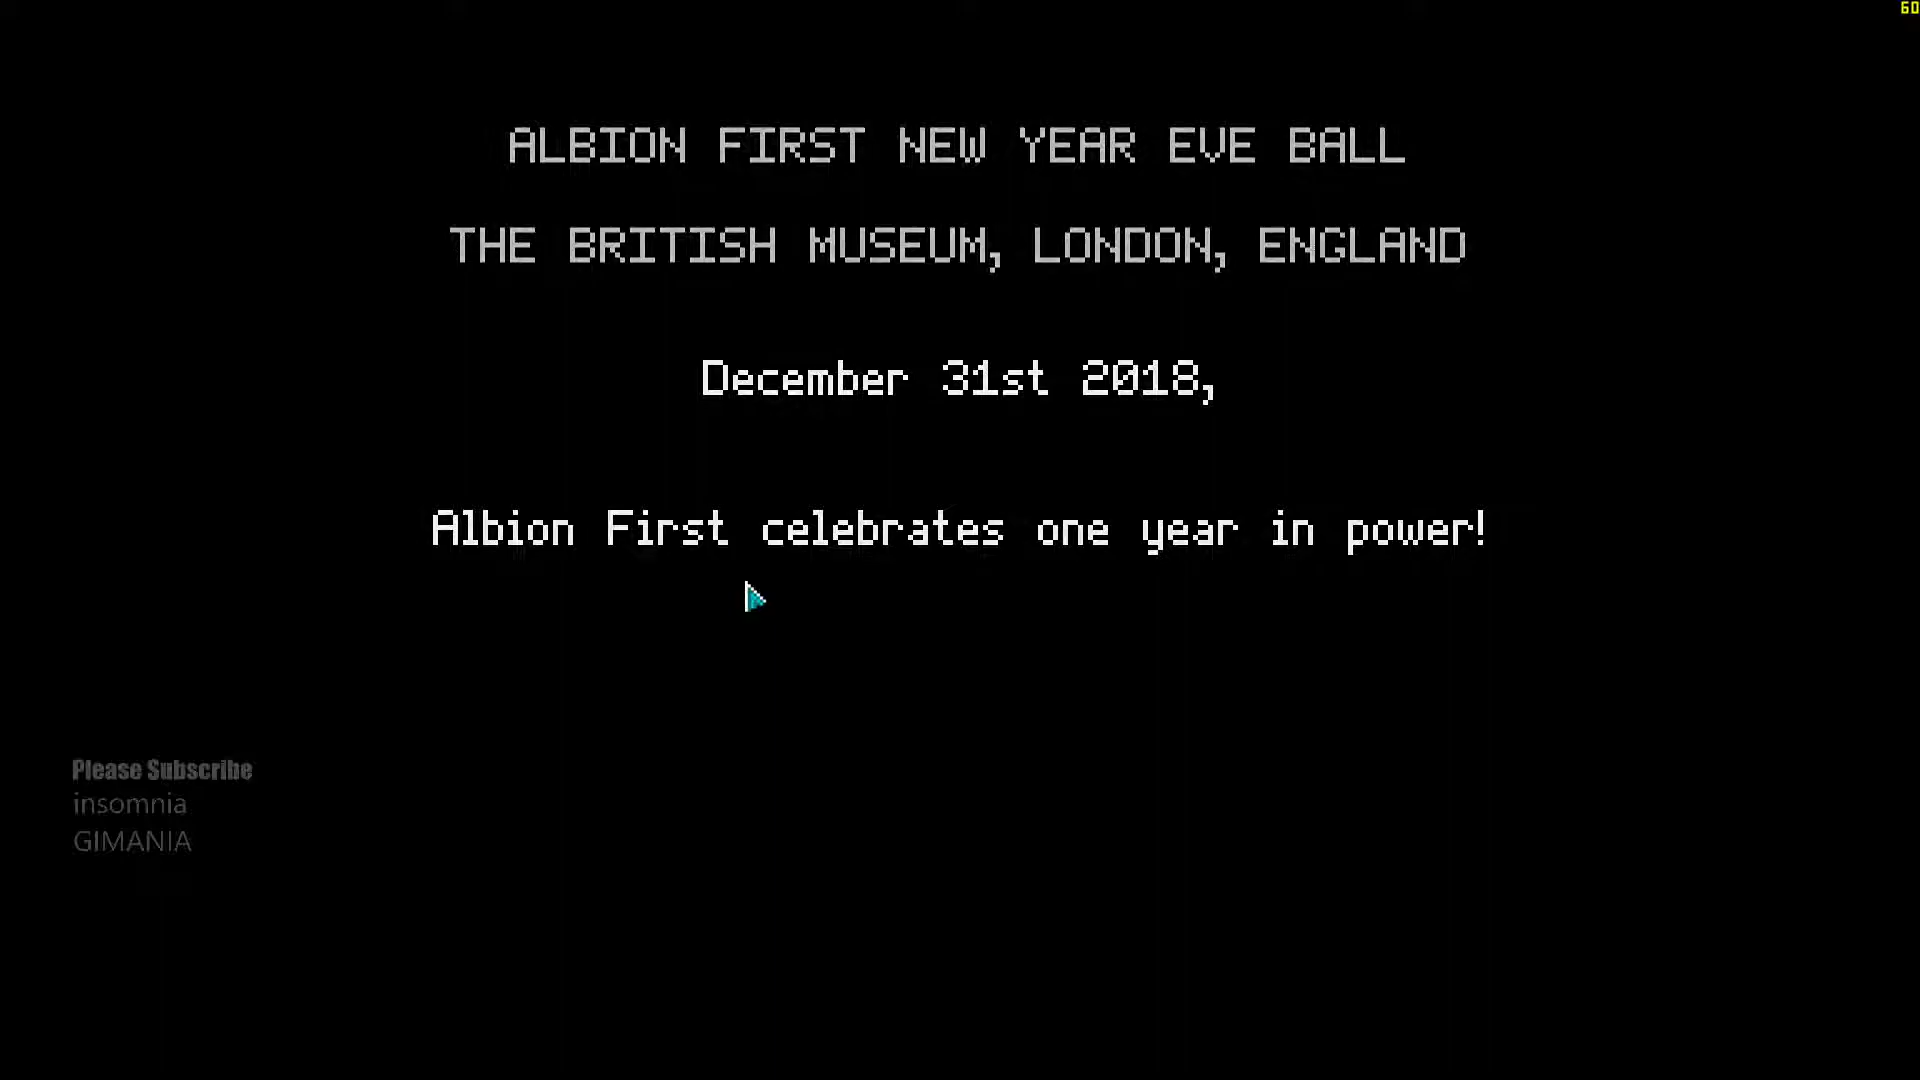 60
ALBION FIRST NEW YEAR EVE BALL
THE BRITISH MUSEUM, LONDON, ENGLAND
December 31st 2018,
Albion First celebrates one year in power!
Please Subscribe
insomnia
GIMANIA